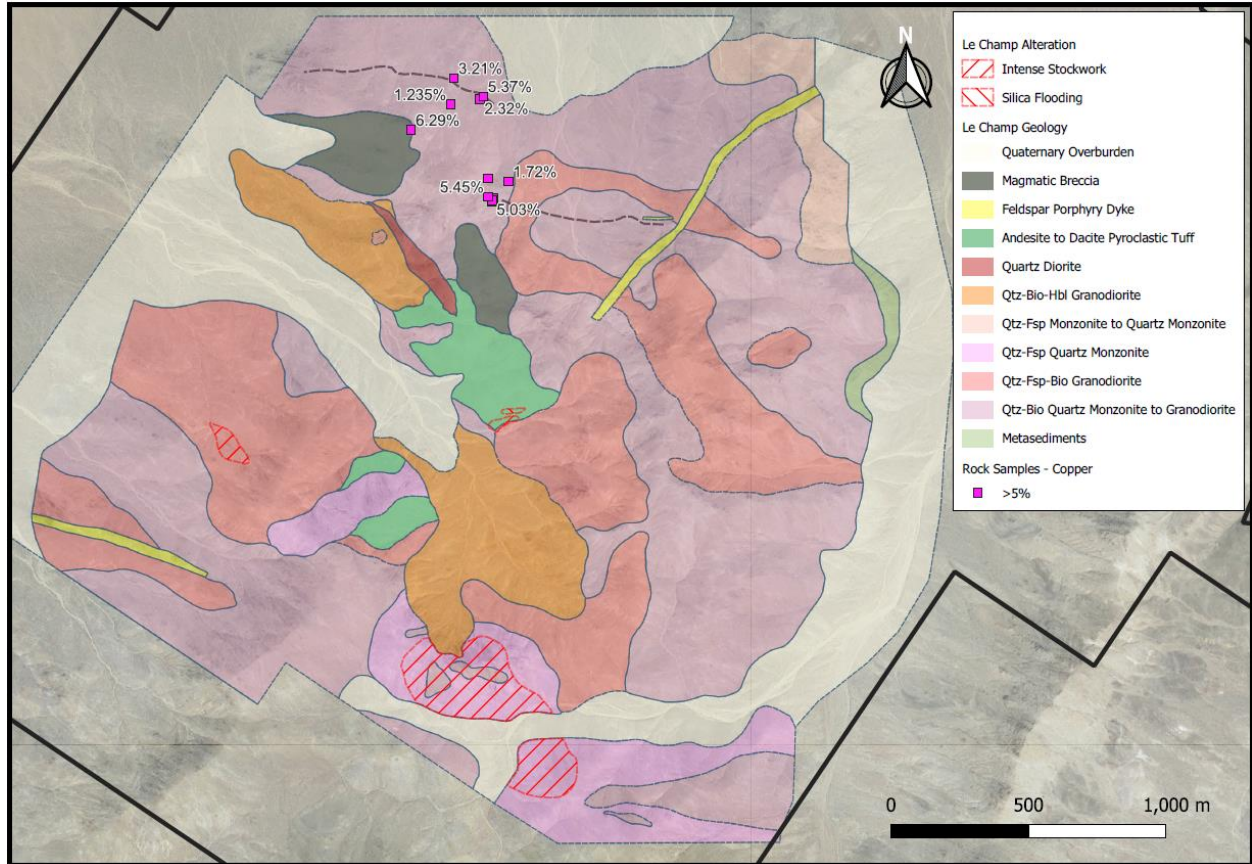 N
3.21%
5.37%
1.235%
2.32%
6.29%
1.72%
5.45%
5.03%
Le Champ Alteration
Intense Stockwork
Silica Flooding
Le Champ Geology
Quaternary Overburden
Magmatic Breccia
Feldspar Porphyry Dyke
Andesite to Dacite Pyroclastic Tuff
Quartz Diorite
Qtz-Bio-Hbl Granodiorite
Qtz-Fsp Monzonite to Quartz Monzonite
Qtz-Fsp Quartz Monzonite
Qtz-Fsp-Bio Granodiorite
Qtz-Bio Quartz Monzonite to Granodiorite
Metasediments
Rock Samples - Copper
>5%
0 500 1,000 m